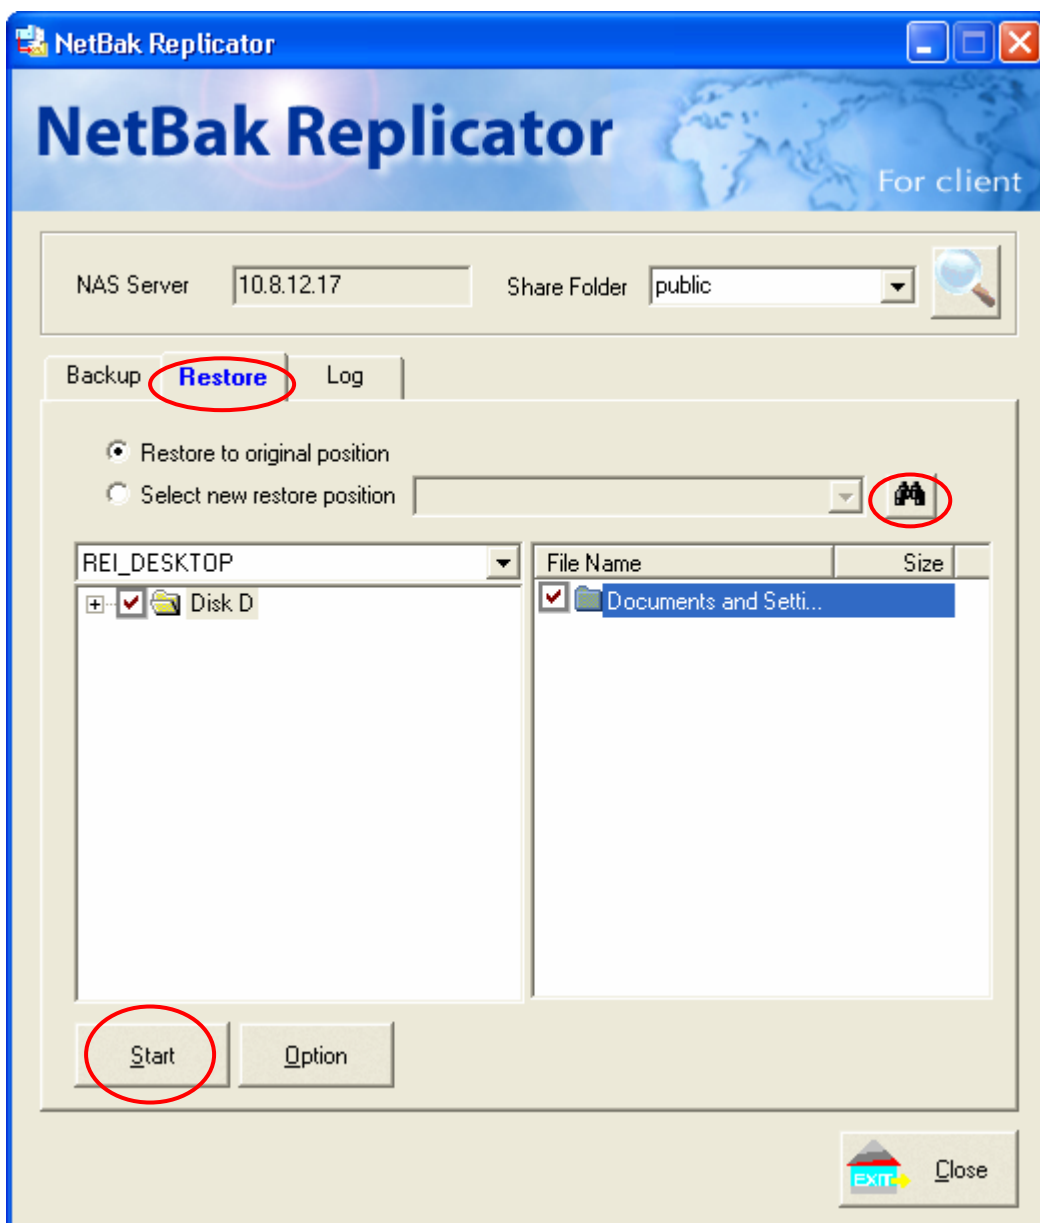 NetBak Replicator
NetBak Replicator
For client
NAS Server 10.8.12.17 Share Folder public
Backup Restore Log
Restore to original position
Select new restore position
REI_DESKTOP File Name Size
Disk D Documents and Setti...
Start Option
EXIT Close